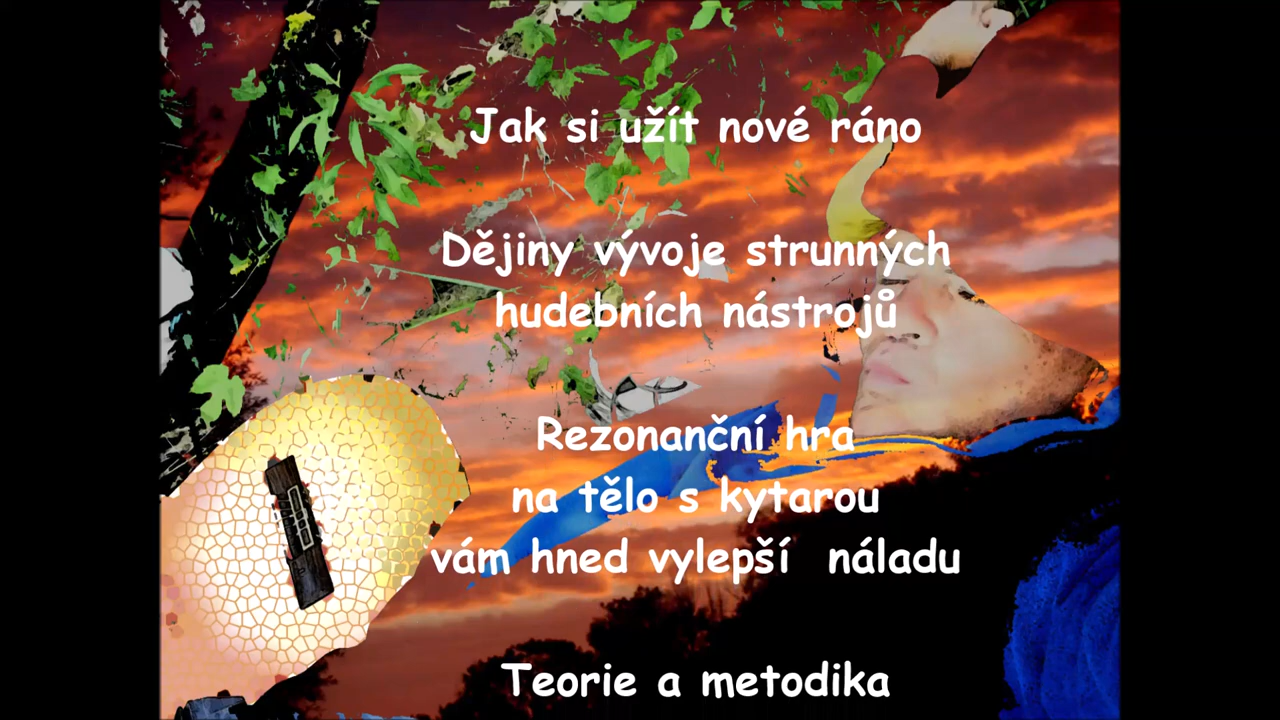 Jak si užít nové ráno
Dějiny vývoje strunných
hudebních nástrojů
Rezonanční hra
na tělo s kytarou
vám hned vylepší  náladu
Teorie a metodika